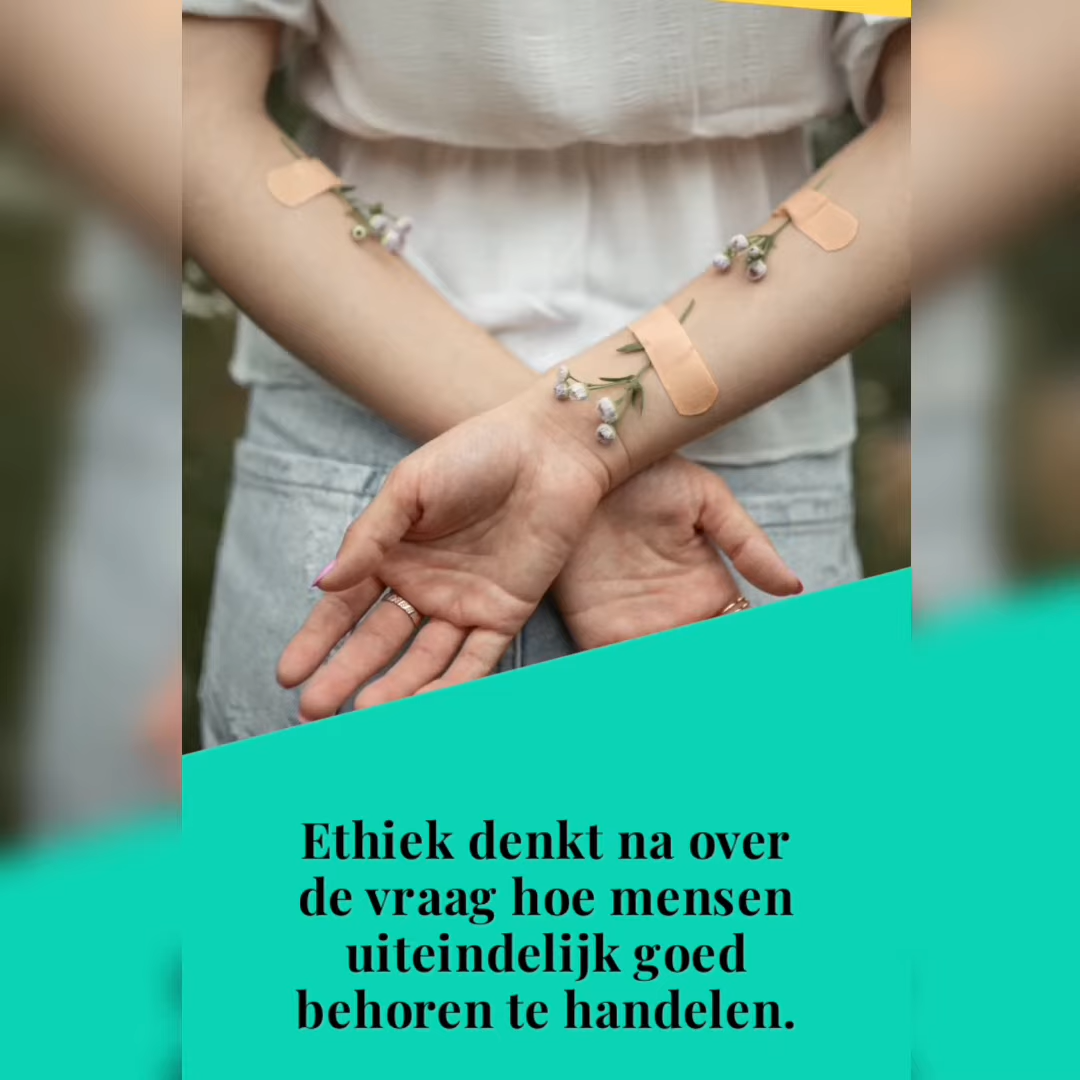 Ethiek denkt na over
de vraag hoe mensen
uiteindelijk goed
behoren te handelen.